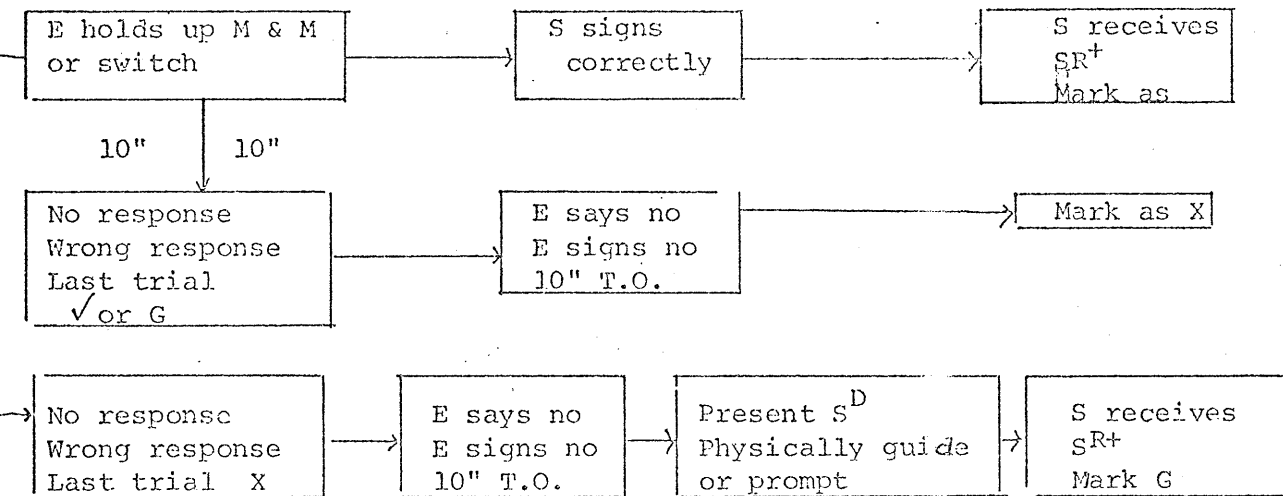 E holds up M & M
or switch
S signs
correctly
S receives
SR+
Mark as
10" 10"
No response
Wrong response
Last trial
✓ or G
E says no
E signs no
10" T.O.
Mark as X
No response
Wrong response
Last trial X
E says no
E signs no
10" T.O.
Present SD
Physically guide
or prompt
S receives
SR+
Mark G